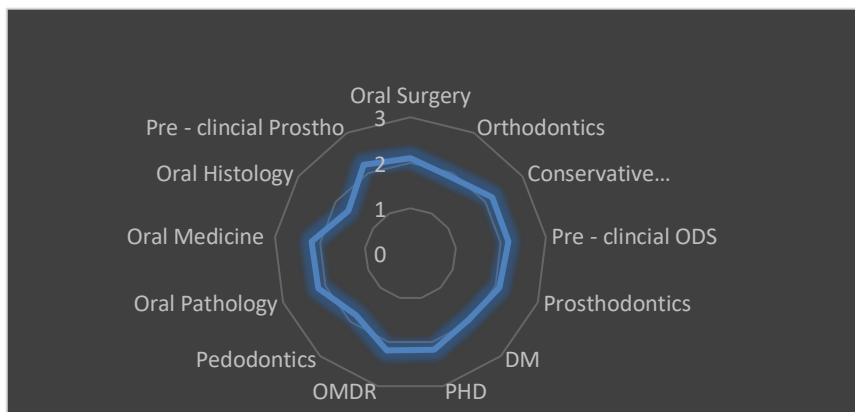 Oral Surgery
Orthodontics
Conservative...
Pre - clincial ODS
Prosthodontics
DM
PHD
OMDR
Pedodontics
Oral Pathology
Oral Medicine
Oral Histology
Pre - clincial Prostho
3
2
1
0